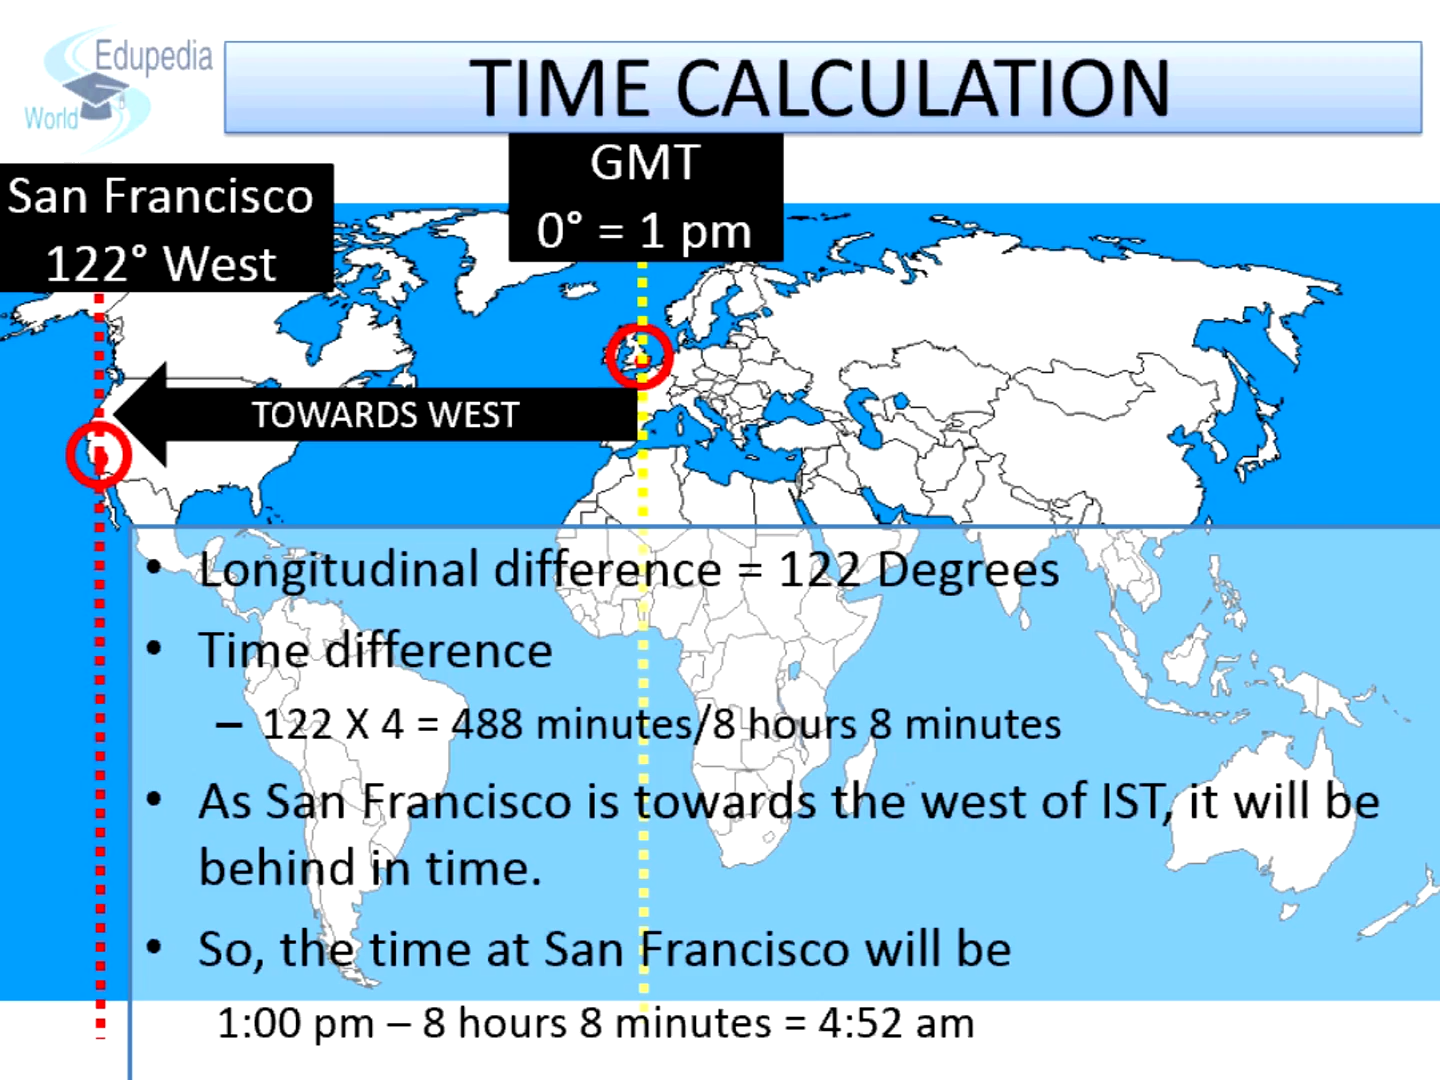 Edupedia
World
TIME CALCULATION
San Francisco
122° West
GMT
0° = 1 pm
TOWARDS WEST
• Longitudinal difference = 122 Degrees
• Time difference
– 122 X 4 = 488 minutes/8 hours 8 minutes
• As San Francisco is towards the west of IST, it will be
behind in time.
• So, the time at San Francisco will be
1:00 pm – 8 hours 8 minutes = 4:52 am